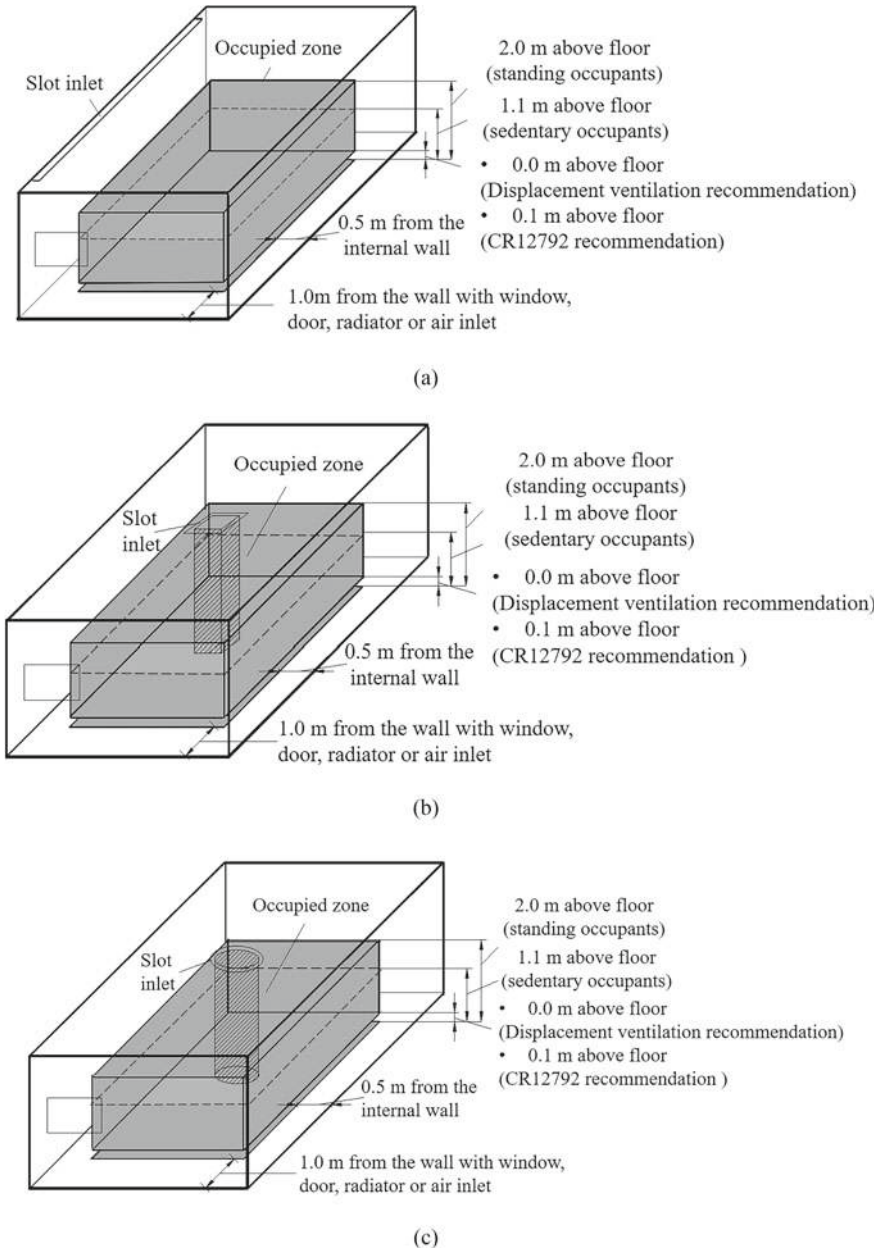 Occupied zone
Slot inlet
2.0 m above floor
(standing occupants)
1.1 m above floor
(sedentary occupants)
• 0.0 m above floor
(Displacement ventilation recommendation)
• 0.1 m above floor
(CR12792 recommendation)
0.5 m from the
internal wall
1.0m from the wall with window,
door, radiator or air inlet
(a)
Occupied zone
Slot
inlet
2.0 m above floor
(standing occupants)
1.1 m above floor
(sedentary occupants)
• 0.0 m above floor
(Displacement ventilation recommendation)
• 0.1 m above floor
(CR12792 recommendation )
0.5 m from the
internal wall
1.0 m from the wall with window,
door, radiator or air inlet
(b)
Occupied zone
Slot
inlet
2.0 m above floor
(standing occupants)
1.1 m above floor
(sedentary occupants)
• 0.0 m above floor
(Displacement ventilation recommendation)
• 0.1 m above floor
(CR12792 recommendation )
0.5 m from the
internal wall
1.0 m from the wall with window,
door, radiator or air inlet
(c)